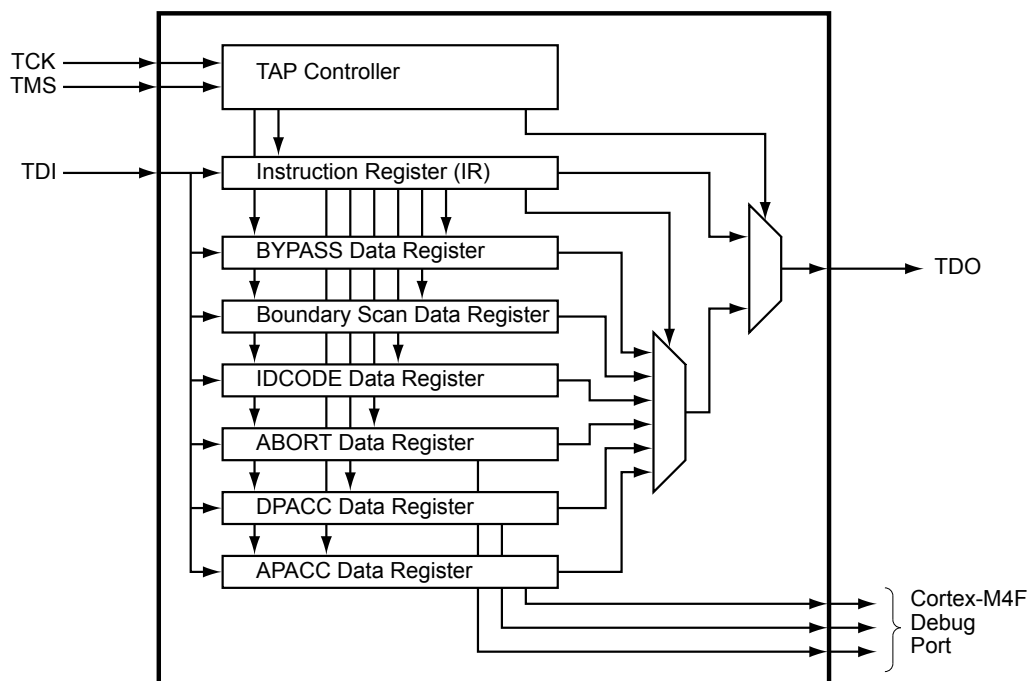 TCK
TMS
TAP Controller
TDI
Instruction Register (IR)
BYPASS Data Register
Boundary Scan Data Register
IDCODE Data Register
ABORT Data Register
DPACC Data Register
APACC Data Register
TDO
Cortex-M4F
Debug
Port